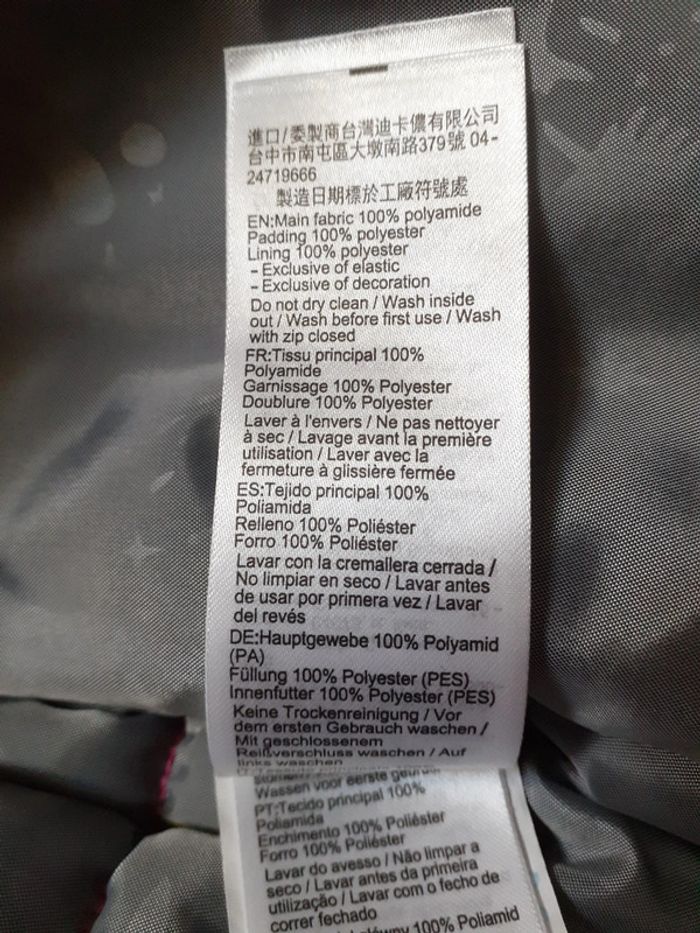 進口/委製商台灣迪卡儂有限公司
台中市南屯區大墩南路379號 04-
24719666
製造日期標於工廠符號處
EN:Main fabric 100% polyamide
Padding 100% polyester
Lining 100% polyester
- Exclusive of elastic
- Exclusive of decoration
Do not dry clean / Wash inside
out / Wash before first use / Wash
with zip closed
FR:Tissu principal 100%
Polyamide
Garnissage 100% Polyester
Doublure 100% Polyester
Laver à l'envers / Ne pas nettoyer
à sec / Lavage avant la première
utilisation / Laver avec la
fermeture à glissière fermée
ES:Tejido principal 100%
Poliamida
Relleno 100% Poliéster
Forro 100% Poliéster
Lavar con la cremallera cerrada /
No limpiar en seco / Lavar antes
de usar por primera vez / Lavar
del revés
DE:Hauptgewebe 100% Polyamid
(PA)
Füllung 100% Polyester (PES)
Innenfutter 100% Polyester (PES)
Keine Trockenreinigung / Vor
dem ersten Gebrauch waschen /
Mit geschlossenem
Reißverschluss waschen / Auf
links waschen
Wassen voor eerste
PT:Tecido principal 100%
Poliamida
Enchimento 100% Poliéster
Forro 100% Poliéster
Lavar do avesso / Não limpar a
seco / Lavar antes da primeira
utilização / Lavar com o fecho de
correr fechado
100% Poliamid